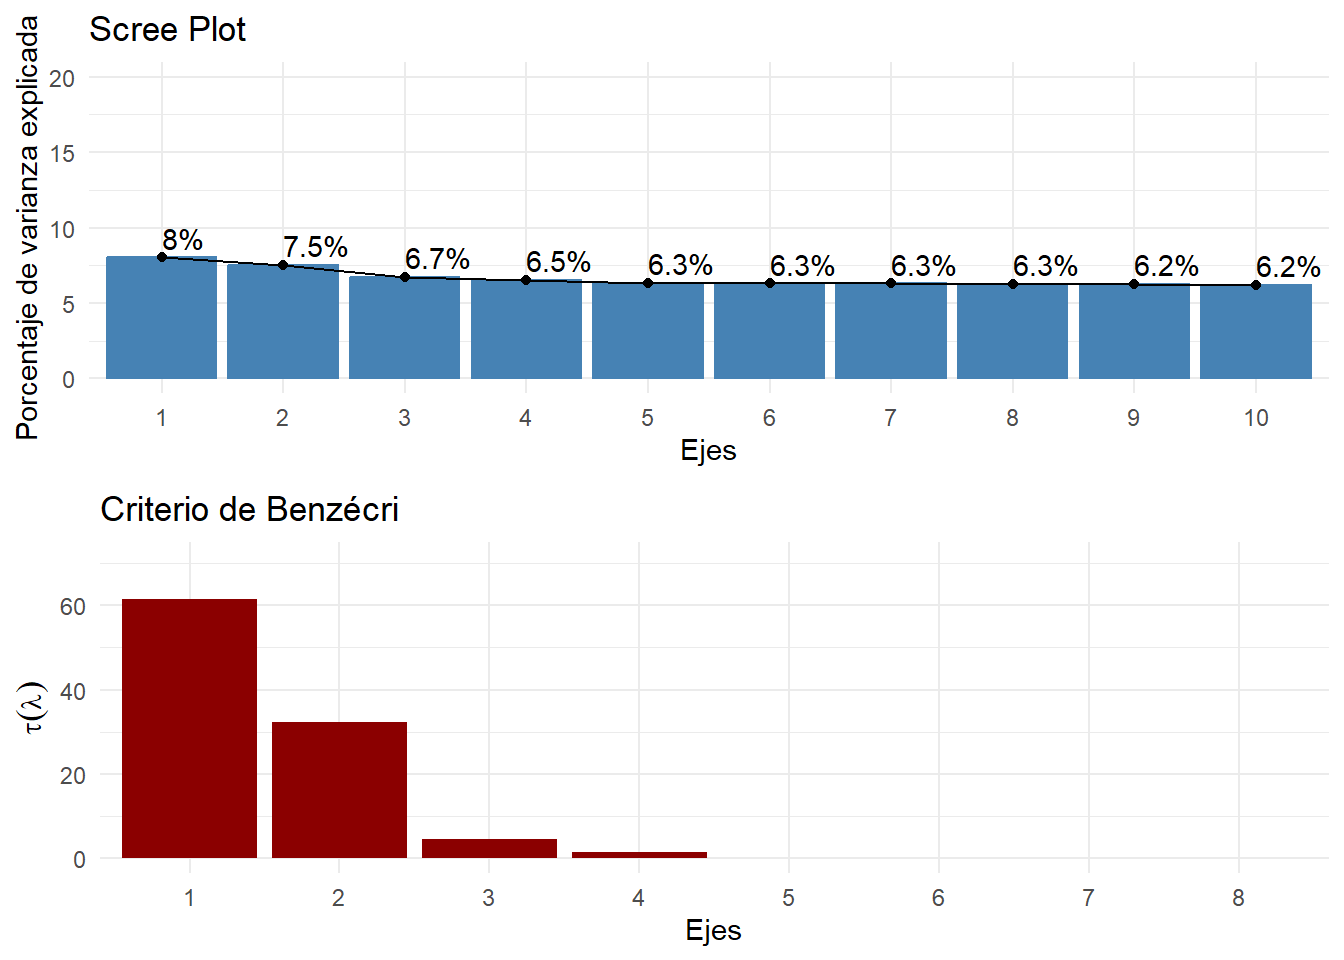 Scree Plot
Porcentaje de varianza explicada
20
15
10
5
0
8%
7.5%
6.7%
6.5%
6.3%
6.3%
6.3%
6.3%
6.2%
6.2%
1 2 3 4 5 6 7 8 9 10
Ejes
Criterio de Benzécri
τ(λ)
60
40
20
0
1 2 3 4 5 6 7 8
Ejes